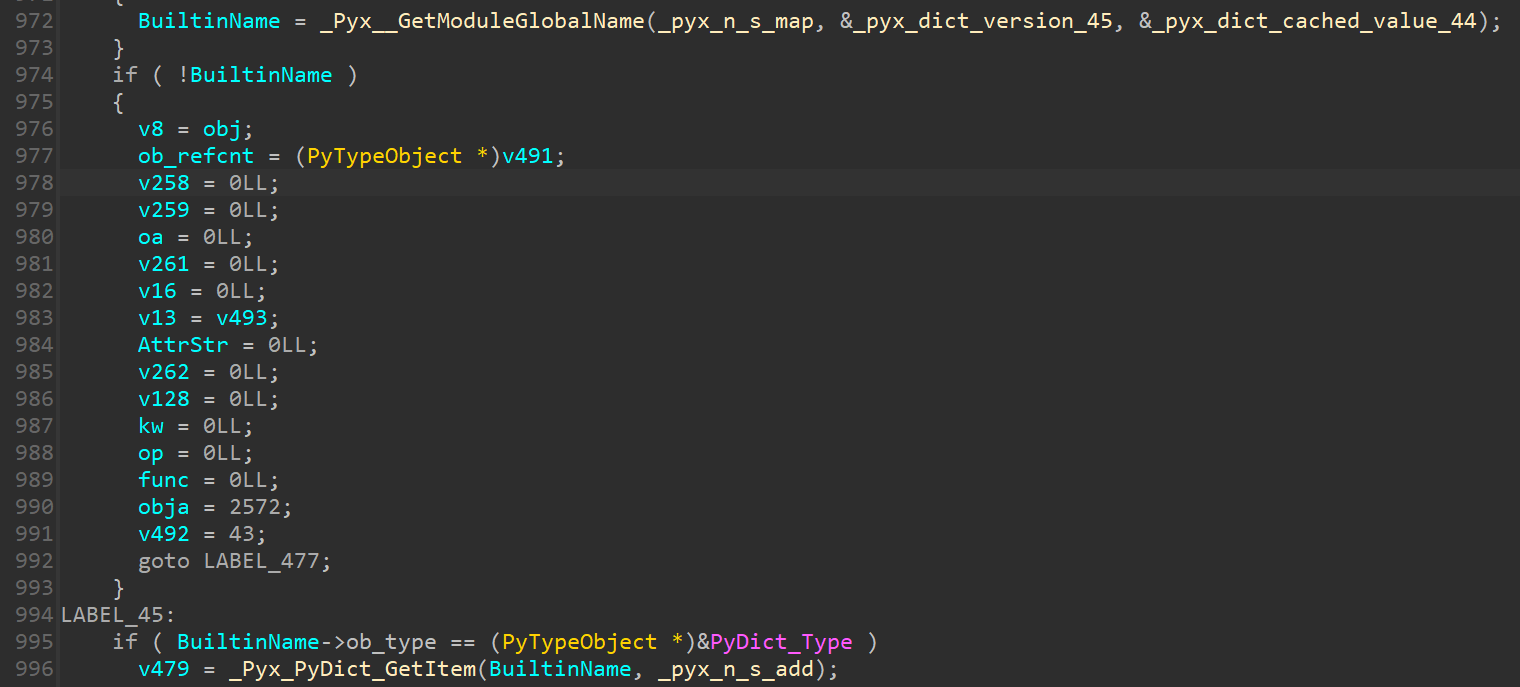 {
972 BuiltinName = _Pyx__GetModuleGlobalName(_pyx_n_s_map, &_pyx_dict_version_45, &_pyx_dict_cached_value_44);
973 }
974 if ( !BuiltinName )
975 {
976 v8 = obj;
977 ob_refcnt = (PyTypeObject *)v491;
978 v258 = 0LL;
979 v259 = 0LL;
980 oa = 0LL;
981 v261 = 0LL;
982 v16 = 0LL;
983 v13 = v493;
984 AttrStr = 0LL;
985 v262 = 0LL;
986 v128 = 0LL;
987 kw = 0LL;
988 op = 0LL;
989 func = 0LL;
990 obja = 2572;
991 v492 = 43;
992 goto LABEL_477;
993 }
994 LABEL_45:
995 if ( BuiltinName->ob_type == (PyTypeObject *)&PyDict_Type )
996 v479 = _Pyx_PyDict_GetItem(BuiltinName, _pyx_n_s_add);